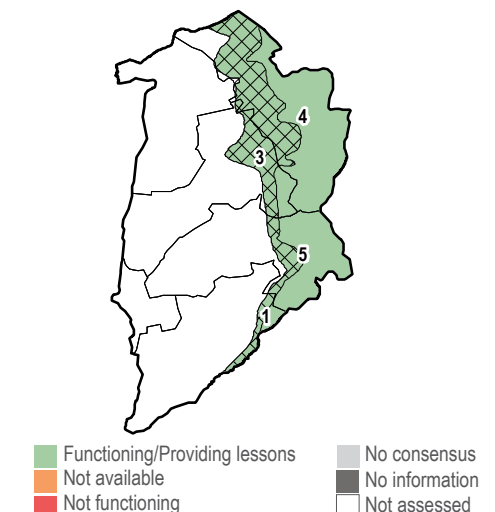 4
3
5
1
Functioning/Providing lessons
Not available
Not functioning
No consensus
No information
Not assessed